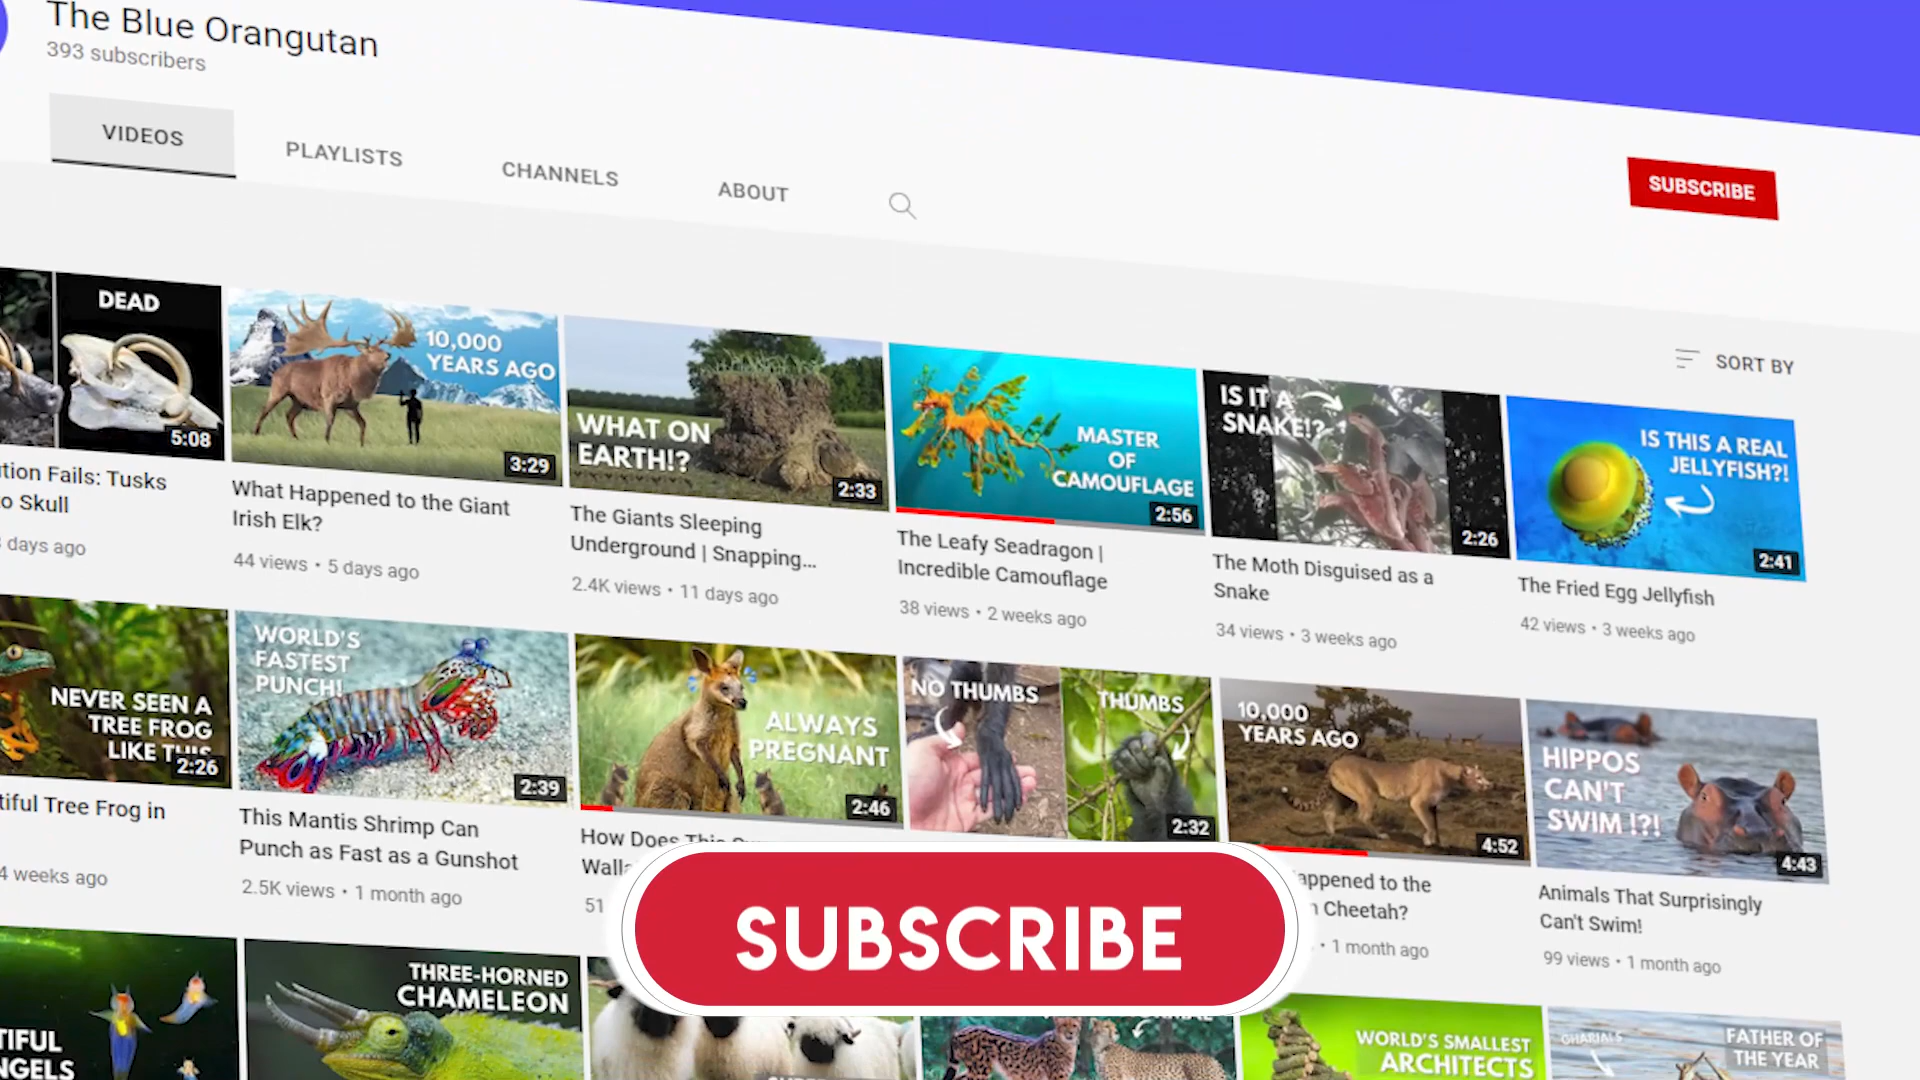 The Blue Orangutan
393 subscribers
VIDEOS
PLAYLISTS
CHANNELS
ABOUT
SUBSCRIBE
SORT BY
DEAD
5:08
10,000
YEARS AGO
3:29
WHAT ON
EARTH!?
2:33
MASTER
OF
CAMOUFLAGE
2:56
IS IT A
SNAKE!?
2:26
IS THIS A REAL
JELLYFISH?!
2:41
Fails: Tusks
Skull
days ago
What Happened to the Giant
Irish Elk?
44 views • 5 days ago
The Giants Sleeping
Underground | Snapping...
2.4K views • 11 days ago
The Leafy Seadragon |
Incredible Camouflage
38 views • 2 weeks ago
The Moth Disguised as a
Snake
34 views • 3 weeks ago
The Fried Egg Jellyfish
42 views • 3 weeks ago
NEVER SEEN A
TREE FROG
LIKE
2:26
WORLD'S
FASTEST
PUNCH!
2:39
ALWAYS
PREGNANT
2:46
NO THUMBS
THUMBS
2:32
10,000
YEARS AGO
4:52
HIPPOS
CAN'T
SWIM !?!
4:43
Tree Frog in
4 weeks ago
This Mantis Shrimp Can
Punch as Fast as a Gunshot
2.5K views • 1 month ago
How Does This
51
to the
Cheetah?
• 1 month ago
Animals That Surprisingly
Can't Swim!
99 views • 1 month ago
SUBSCRIBE
THREE-HORNED
CHAMELEON
WORLD'S SMALLEST
ARCHITECTS
GHARIALS
FATHER OF
THE YEAR